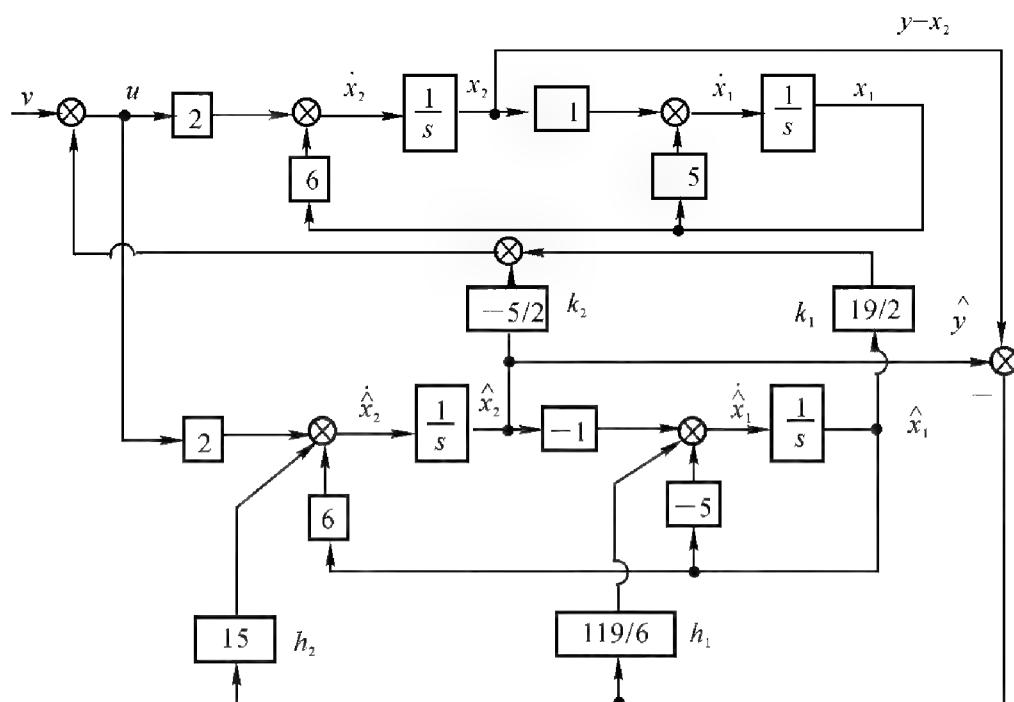 y−x₂
v
u
2
ẋ₂
1/s
x₂
1
ẋ₁
1/s
x₁
6
5
−5/2
k₂
k₁
19/2
ŷ
−
2
x̂̇₂
1/s
x̂₂
−1
x̂̇₁
1/s
x̂₁
6
−5
15
h₂
119/6
h₁